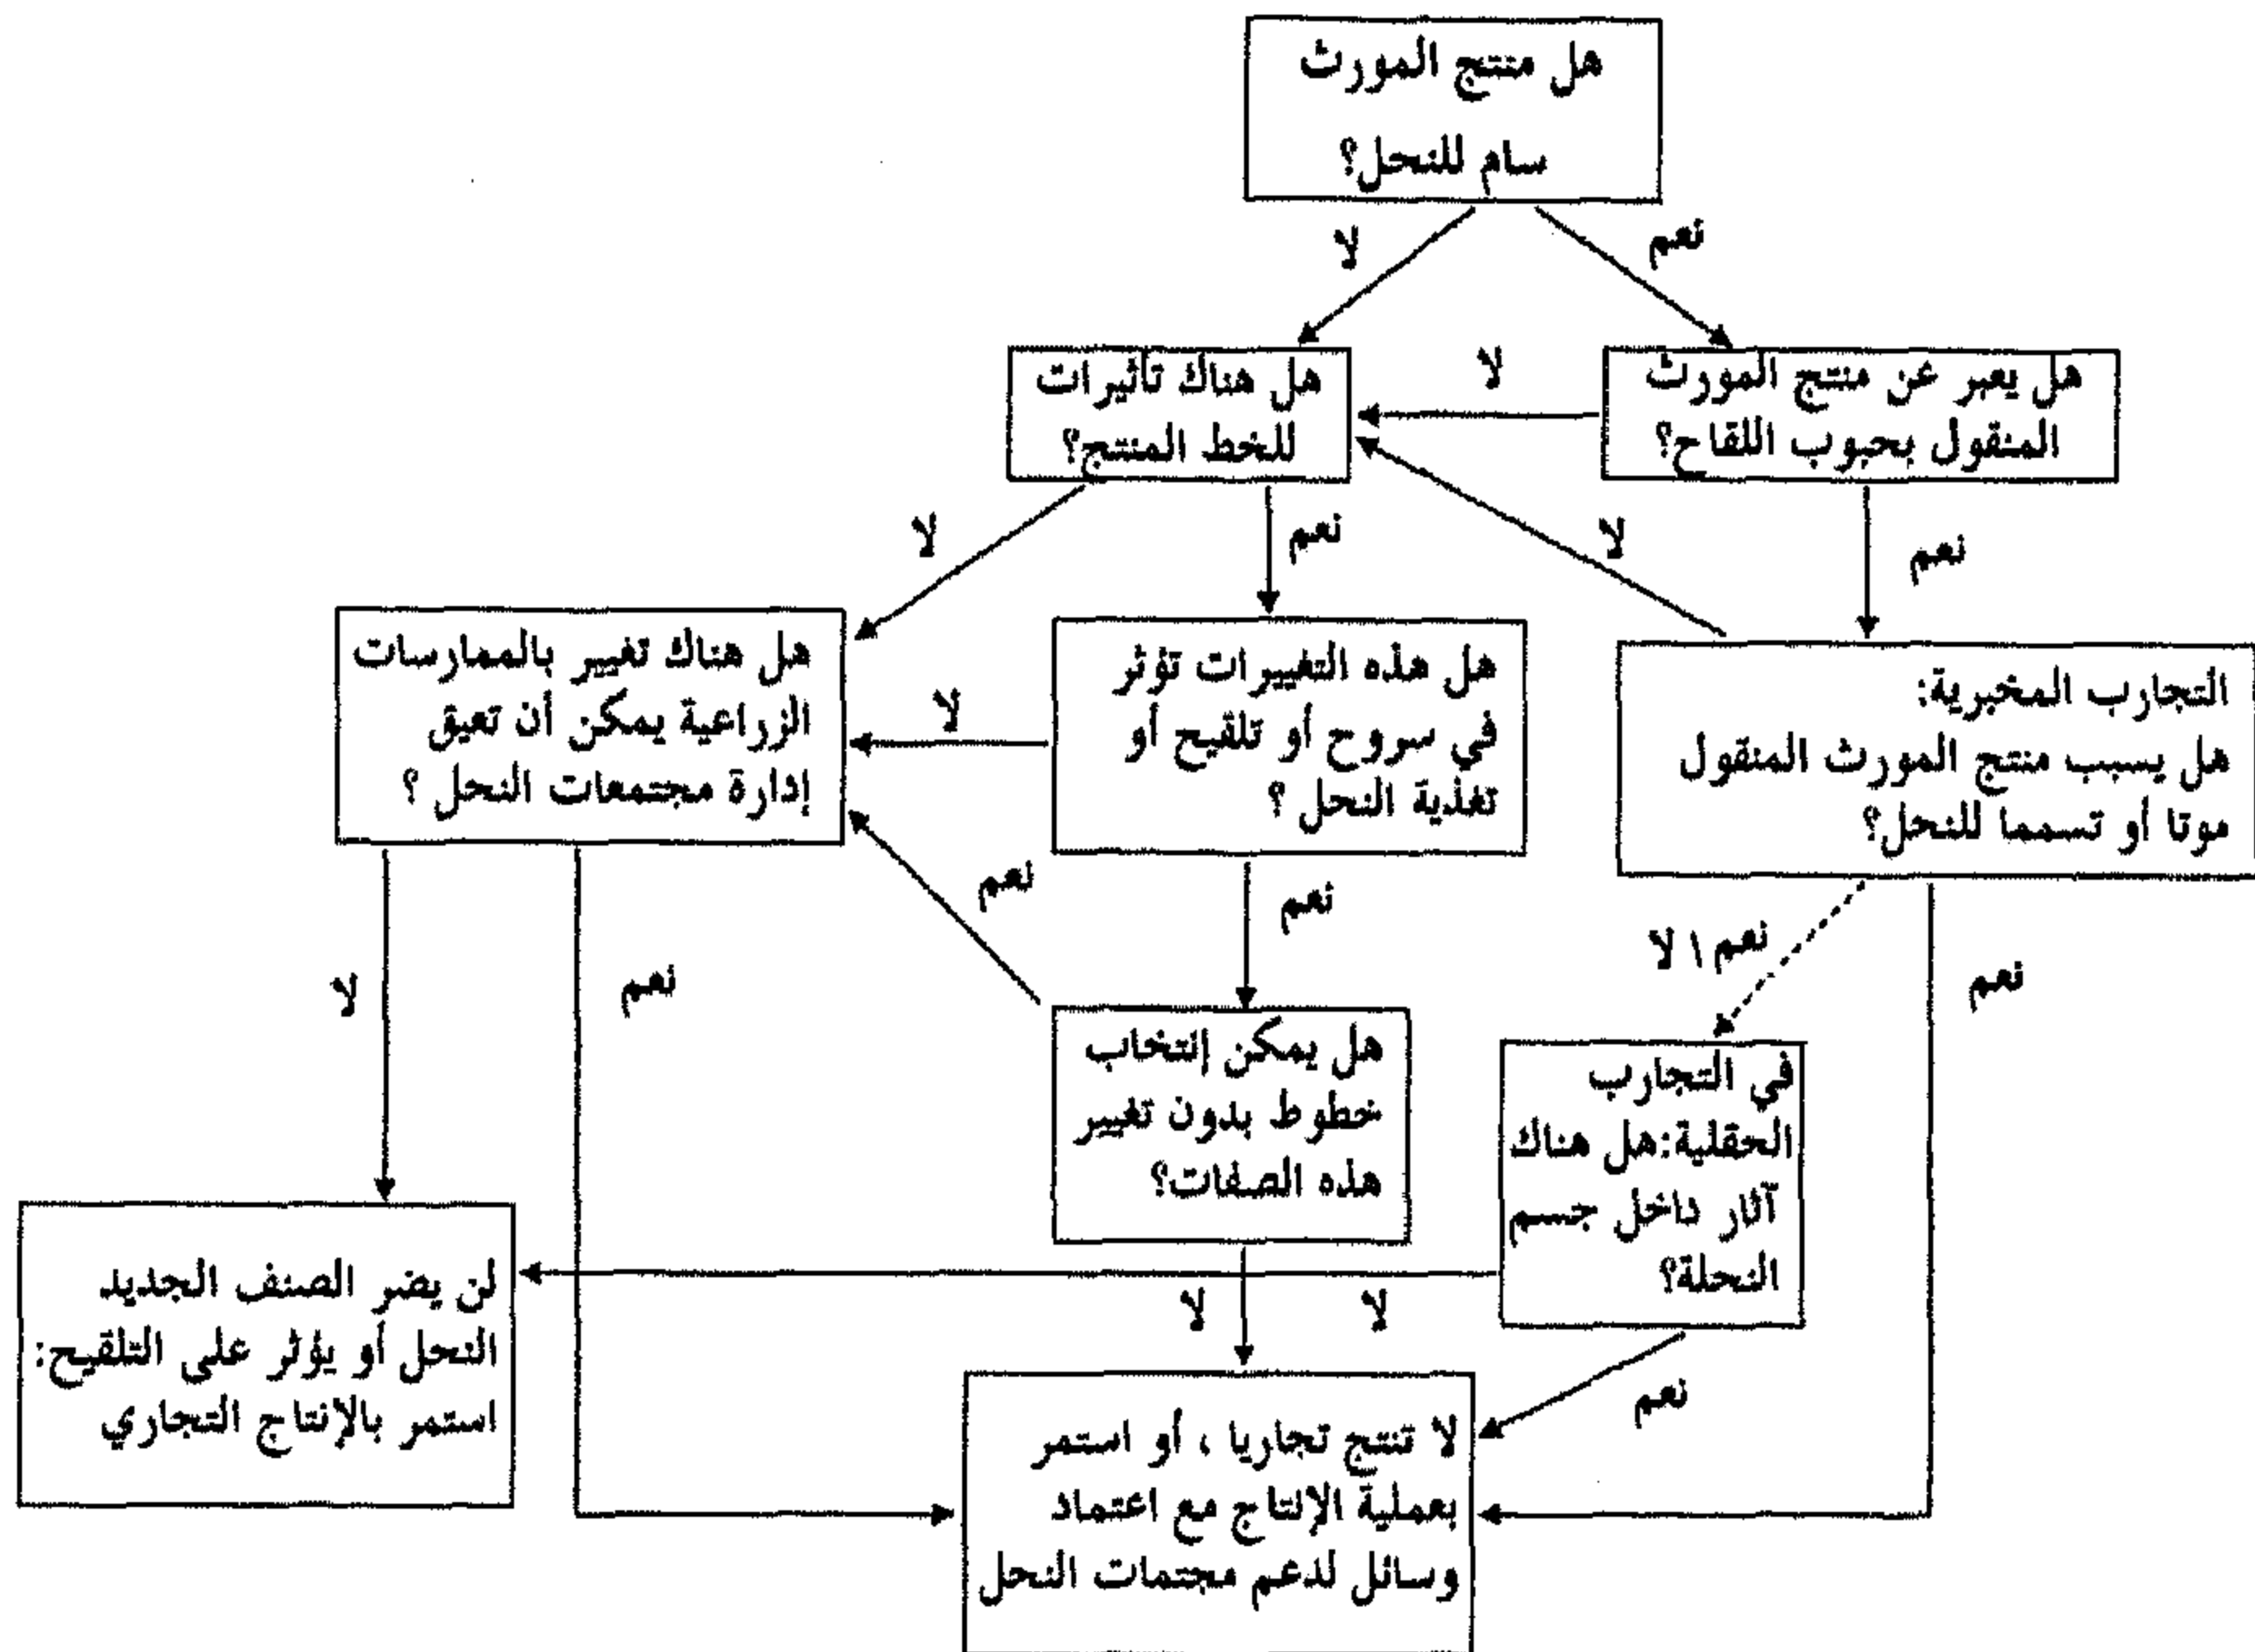 هل منتج المورث
سام للنحل؟
لا
نعم
هل يعبر عن منتج المورث
المنقول بحبوب اللقاح؟
لا
هل هناك تأثيرات
للخط المنتج؟
نعم
لا
نعم
لا
التجارب المخبرية:
هل يسبب منتج المورث المنقول
موتا أو تسمما للنحل؟
هل هذه التغييرات تؤثر
في سروح أو تلقيح أو
تغذية النحل ؟
لا
هل هناك تغيير بالممارسات
الزراعية يمكن أن تعيق
إدارة مجتمعات النحل ؟
نعم
نعم \ لا
نعم
نعم
نعم
لا
في التجارب
الحقلية:هل هناك
آثار داخل جسم
النحلة؟
هل يمكن إنتخاب
خطوط بدون تغيير
هذه الصفات؟
لا
لا
نعم
لن يضر الصنف الجديد
النحل أو يؤثر على التلقيح:
استمر بالإنتاج التجاري
لا تنتج تجاريا ، أو استمر
بعملية الإنتاج مع اعتماد
وسائل لدعم مجتمات النحل